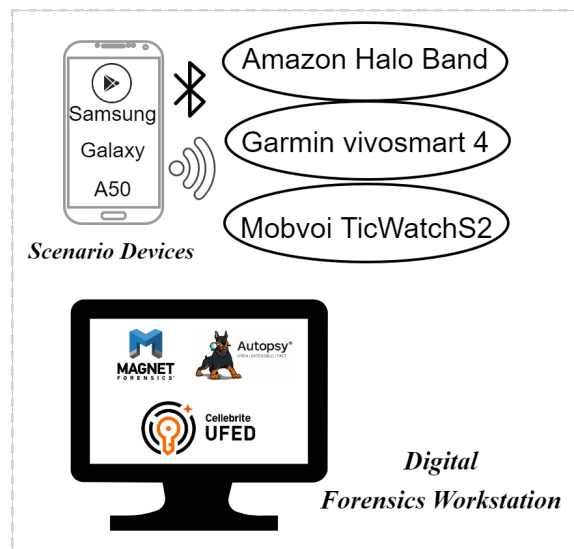 Samsung
Galaxy
A50
Amazon Halo Band
Garmin vivosmart 4
Mobvoi TicWatchS2
Scenario Devices
MAGNET
FORENSICS
Autopsy®
OPEN | EXTENSIBLE | FAST
Cellebrite
UFED
Digital
Forensics Workstation